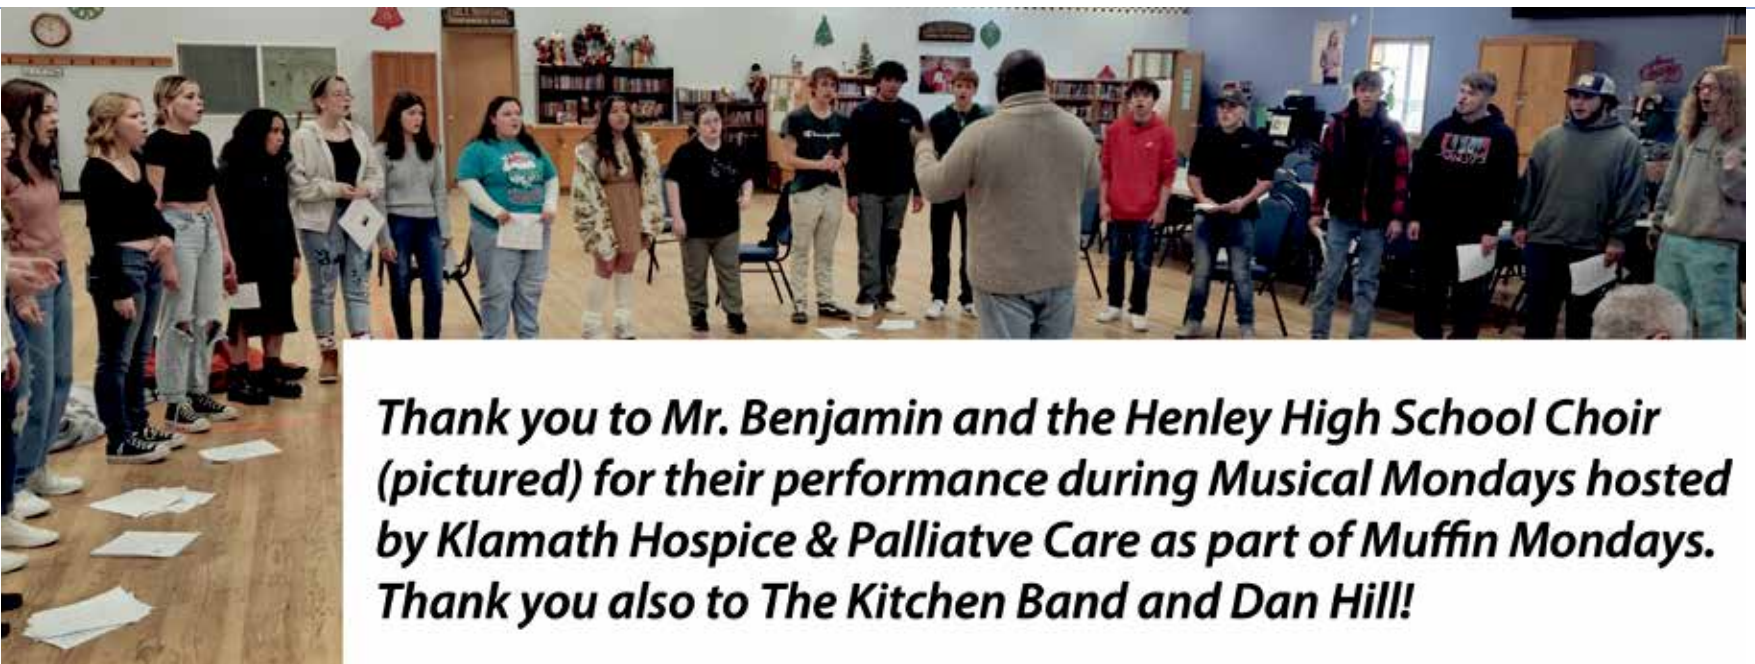 Thank you to Mr. Benjamin and the Henley High School Choir
(pictured) for their performance during Musical Mondays hosted
by Klamath Hospice & Palliatve Care as part of Muffin Mondays.
Thank you also to The Kitchen Band and Dan Hill!